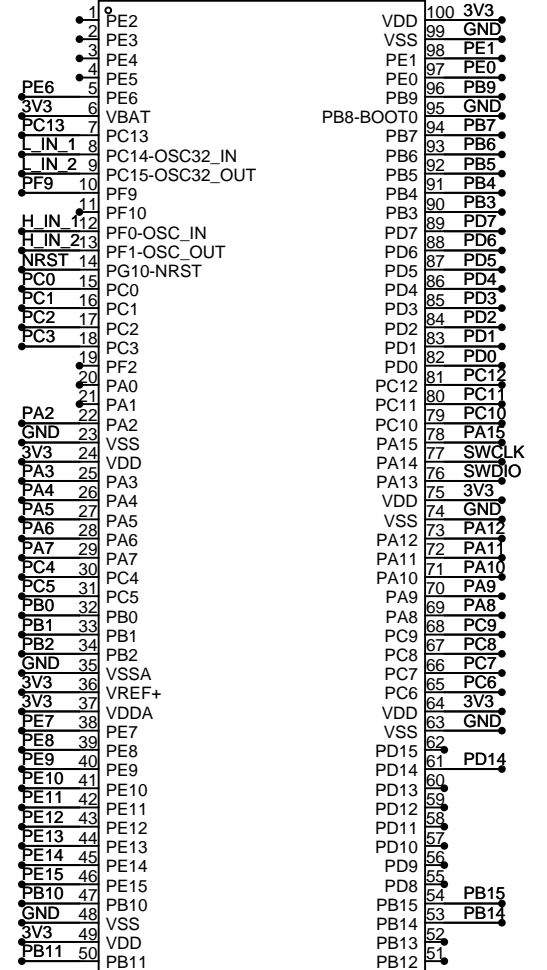 1 PE2
2 PE3
3 PE4
4 PE5
PE6 5 PE6
3V3 6 VBAT
PC13 7 PC13
L_IN_1 8 PC14-OSC32_IN
L_IN_2 9 PC15-OSC32_OUT
PF9 10 PF9
11 PF10
H_IN_1 12 PF0-OSC_IN
H_IN_2 13 PF1-OSC_OUT
NRST 14 PG10-NRST
PC0 15 PC0
PC1 16 PC1
PC2 17 PC2
PC3 18 PC3
19 PF2
20 PA0
21 PA1
PA2 22 PA2
GND 23 VSS
3V3 24 VDD
PA3 25 PA3
PA4 26 PA4
PA5 27 PA5
PA6 28 PA6
PA7 29 PA7
PC4 30 PC4
PC5 31 PC5
PB0 32 PB0
PB1 33 PB1
PB2 34 PB2
GND 35 VSSA
3V3 36 VREF+
3V3 37 VDDA
PE7 38 PE7
PE8 39 PE8
PE9 40 PE9
PE10 41 PE10
PE11 42 PE11
PE12 43 PE12
PE13 44 PE13
PE14 45 PE14
PE15 46 PE15
PB10 47 PB10
GND 48 VSS
3V3 49 VDD
PB11 50 PB11
VDD 100 3V3
VSS 99 GND
PE1 98 PE1
PE0 97 PE0
PB9 96 PB9
PB8-BOOT0 95 GND
PB7 94 PB7
PB6 93 PB6
PB5 92 PB5
PB4 91 PB4
PB3 90 PB3
PD7 89 PD7
PD6 88 PD6
PD5 87 PD5
PD4 86 PD4
PD3 85 PD3
PD2 84 PD2
PD1 83 PD1
PD0 82 PD0
PC12 81 PC12
PC11 80 PC11
PC10 79 PC10
PA15 78 PA15
PA14 77 SWCLK
PA13 76 SWDIO
VDD 75 3V3
VSS 74 GND
PA12 73 PA12
PA11 72 PA11
PA10 71 PA10
PA9 70 PA9
PA8 69 PA8
PC9 68 PC9
PC8 67 PC8
PC7 66 PC7
PC6 65 PC6
VDD 64 3V3
VSS 63 GND
PD15 62
PD14 61 PD14
PD13 60
PD12 59
PD11 58
PD10 57
PD9 56
PD8 55
PB15 54 PB15
PB14 53 PB14
PB13 52
PB12 51